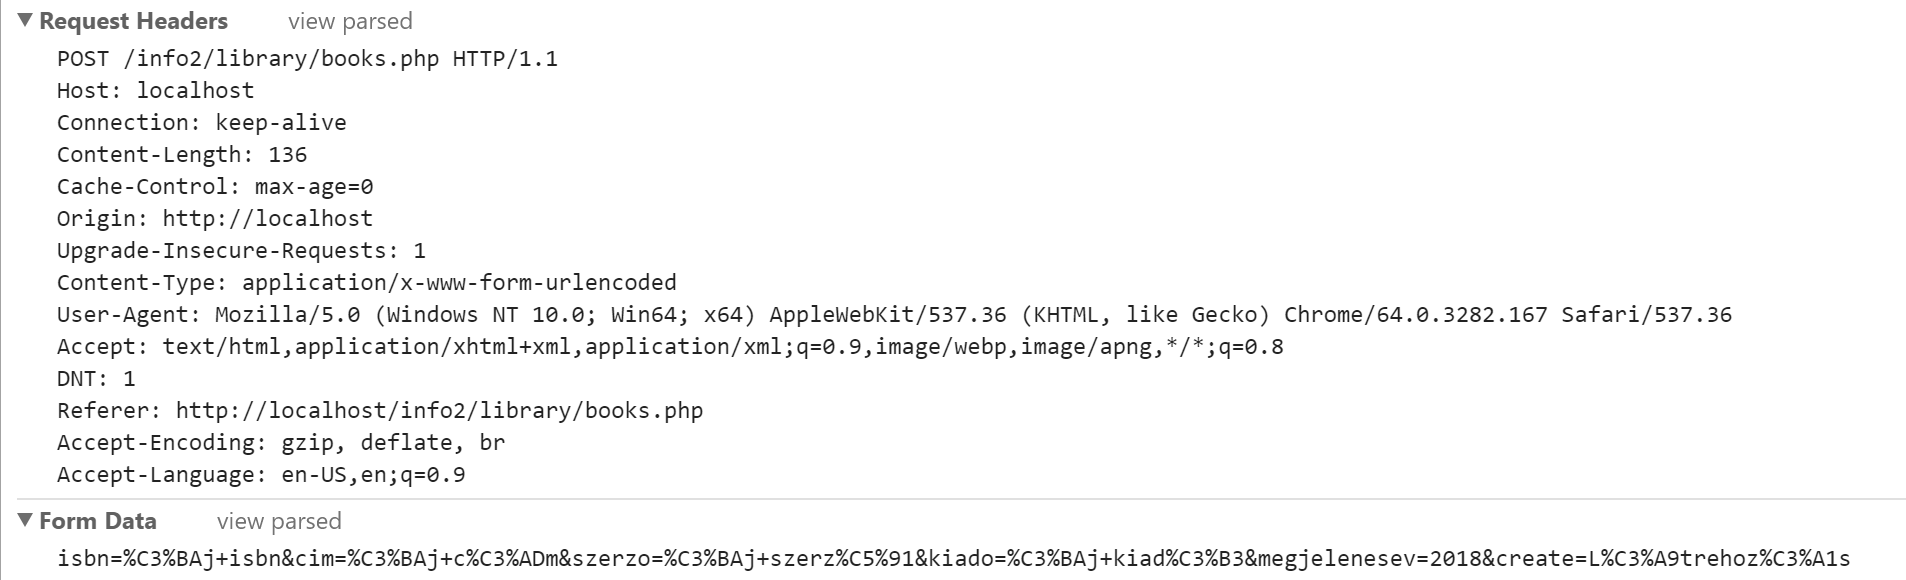 Request Headers view parsed
POST /info2/library/books.php HTTP/1.1
Host: localhost
Connection: keep-alive
Content-Length: 136
Cache-Control: max-age=0
Origin: http://localhost
Upgrade-Insecure-Requests: 1
Content-Type: application/x-www-form-urlencoded
User-Agent: Mozilla/5.0 (Windows NT 10.0; Win64; x64) AppleWebKit/537.36 (KHTML, like Gecko) Chrome/64.0.3282.167 Safari/537.36
Accept: text/html,application/xhtml+xml,application/xml;q=0.9,image/webp,image/apng,*/*;q=0.8
DNT: 1
Referer: http://localhost/info2/library/books.php
Accept-Encoding: gzip, deflate, br
Accept-Language: en-US,en;q=0.9
Form Data view parsed
isbn=%C3%BAj+isbn&cim=%C3%BAj+c%C3%ADm&szerzo=%C3%BAj+szerz%C5%91&kiado=%C3%BAj+kiad%C3%B3&megjelenesev=2018&create=L%C3%A9trehoz%C3%A1s